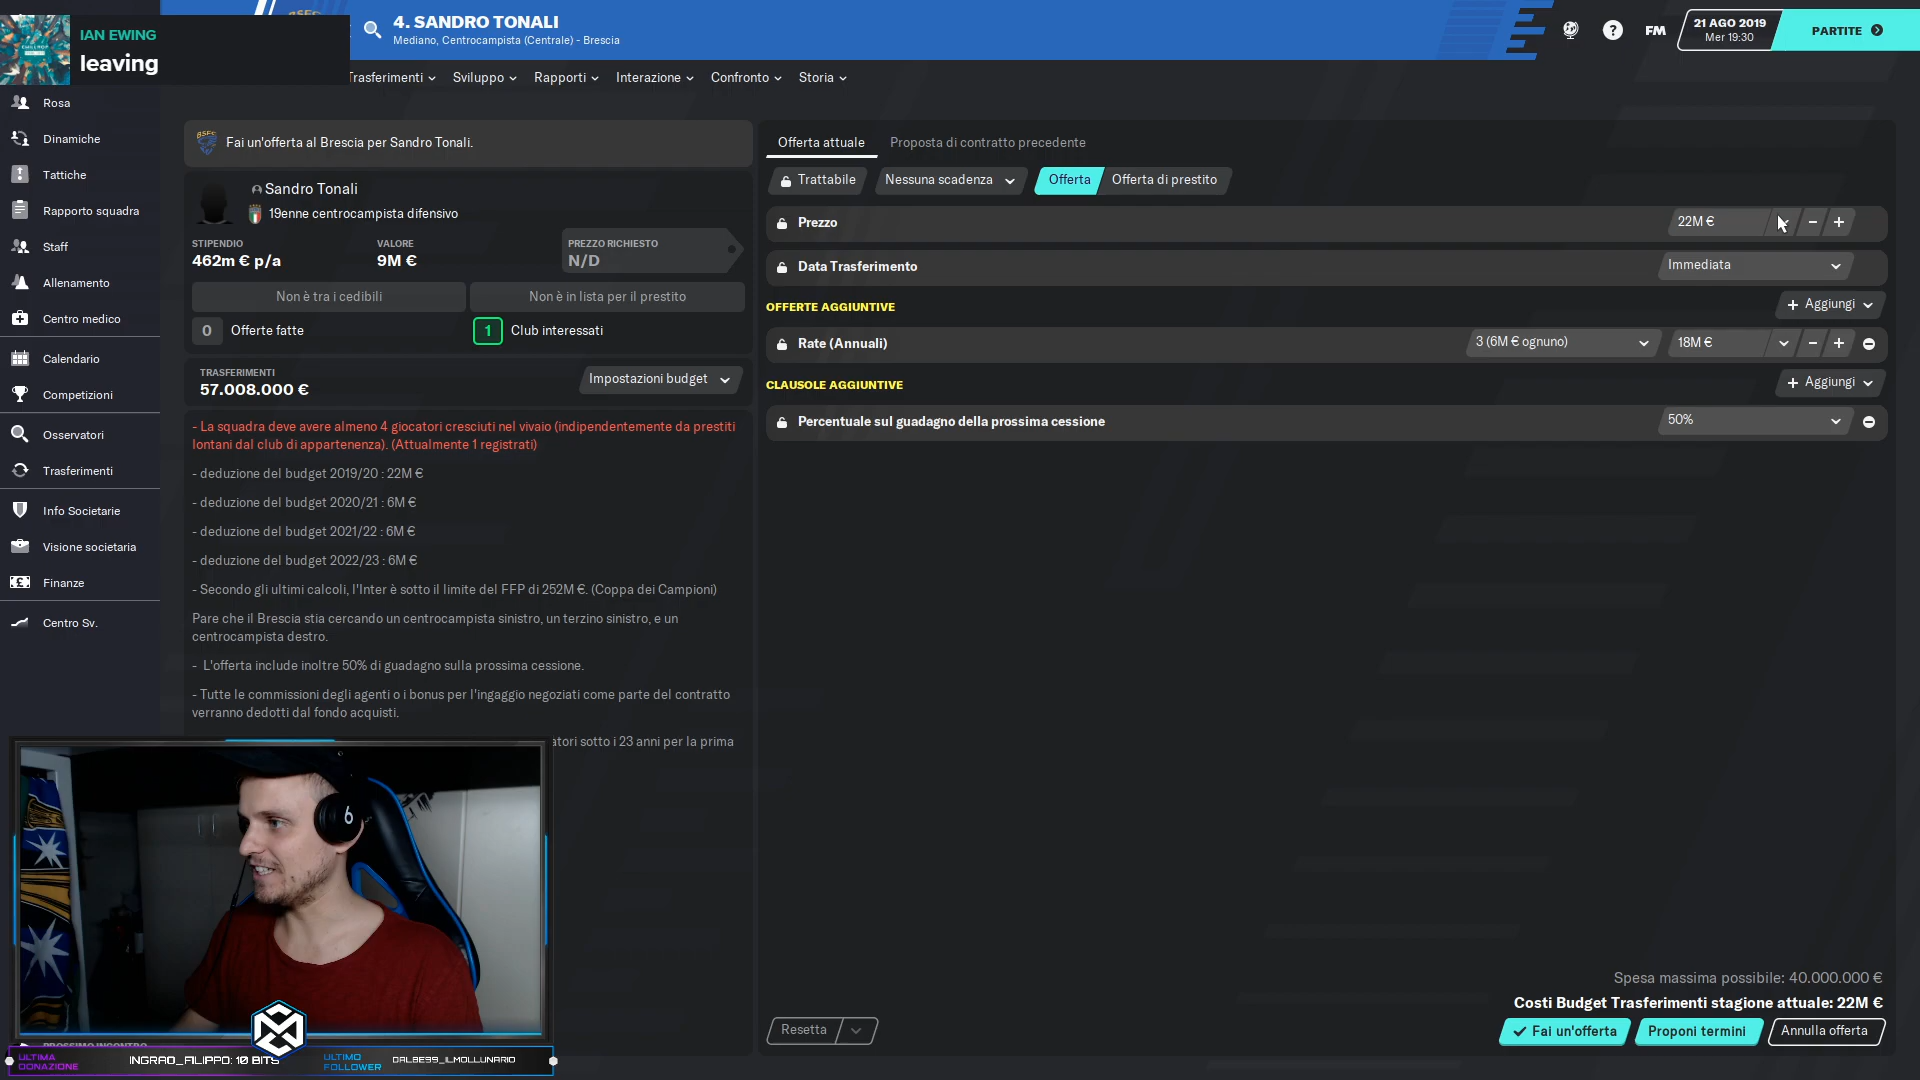 IAN EWING
leaving
4. SANDRO TONALI
Mediano, Centrocampista (Centrale) - Brescia
FM
21 AGO 2019
Mer 19:30
PARTITE
Trasferimenti
Sviluppo
Rapporti
Interazione
Confronto
Storia
Rosa
Dinamiche
Tattiche
Rapporto squadra
Staff
Allenamento
Centro medico
Calendario
Competizioni
Osservatori
Trasferimenti
Info Societarie
Visione societaria
Finanze
Centro Sv.
Fai un'offerta al Brescia per Sandro Tonali.
Sandro Tonali
19enne centrocampista difensivo
STIPENDIO
462m € p/a
VALORE
9M €
PREZZO RICHIESTO
N/D
Non è tra i cedibili
Non è in lista per il prestito
0 Offerte fatte
1 Club interessati
TRASFERIMENTI
57.008.000 €
Impostazioni budget
- La squadra deve avere almeno 4 giocatori cresciuti nel vivaio (indipendentemente da prestiti
lontani dal club di appartenenza). (Attualmente 1 registrati)
- deduzione del budget 2019/20 : 22M €
- deduzione del budget 2020/21 : 6M €
- deduzione del budget 2021/22 : 6M €
- deduzione del budget 2022/23 : 6M €
- Secondo gli ultimi calcoli, l'Inter è sotto il limite del FFP di 252M €. (Coppa dei Campioni)
Pare che il Brescia stia cercando un centrocampista sinistro, un terzino sinistro, e un
centrocampista destro.
- L'offerta include inoltre 50% di guadagno sulla prossima cessione.
- Tutte le commissioni degli agenti o i bonus per l'ingaggio negoziati come parte del contratto
verranno dedotti dal fondo acquisti.
atori sotto i 23 anni per la prima
Offerta attuale
Proposta di contratto precedente
Trattabile
Nessuna scadenza
Offerta
Offerta di prestito
Prezzo
22M €
Data Trasferimento
Immediata
OFFERTE AGGIUNTIVE
+ Aggiungi
Rate (Annuali)
3 (6M € ognuno)
18M €
CLAUSOLE AGGIUNTIVE
+ Aggiungi
Percentuale sul guadagno della prossima cessione
50%
Spesa massima possibile: 40.000.000 €
Costi Budget Trasferimenti stagione attuale: 22M €
Resetta
Fai un'offerta
Proponi termini
Annulla offerta
ULTIMA
DONAZIONE
INGRAO_FILIPPO: 10 BITS
ULTIMO
FOLLOWER
DALBE99_ILMOLLUNARIO